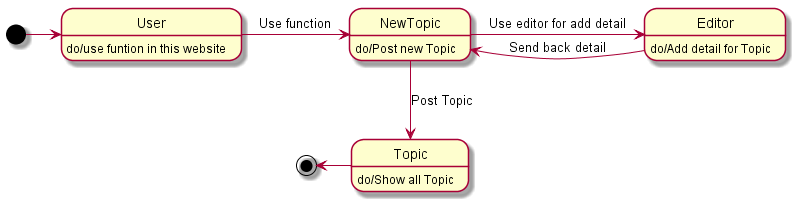 User
do/use funtion in this website
Use function
NewTopic
do/Post new Topic
Use editor for add detail
Send back detail
Editor
do/Add detail for Topic
Post Topic
Topic
do/Show all Topic